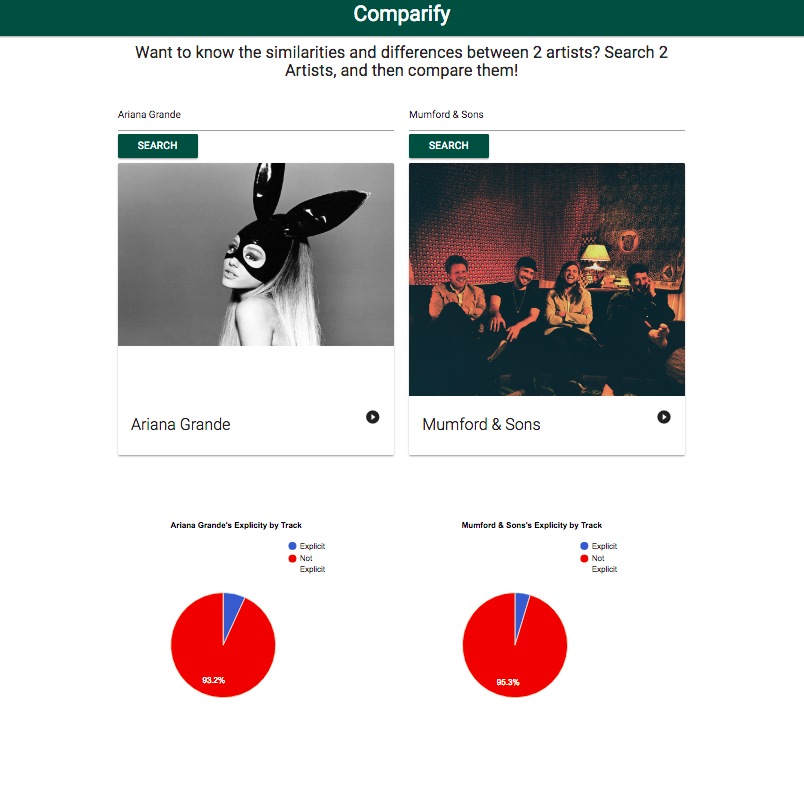 Comparify
Want to know the similarities and differences between 2 artists? Search 2
Artists, and then compare them!
Ariana Grande
Mumford & Sons
SEARCH
SEARCH
Ariana Grande
Mumford & Sons
Ariana Grande's Explicity by Track
Explicit
Not
Explicit
93.2%
Mumford & Sons's Explicity by Track
Explicit
Not
Explicit
95.3%